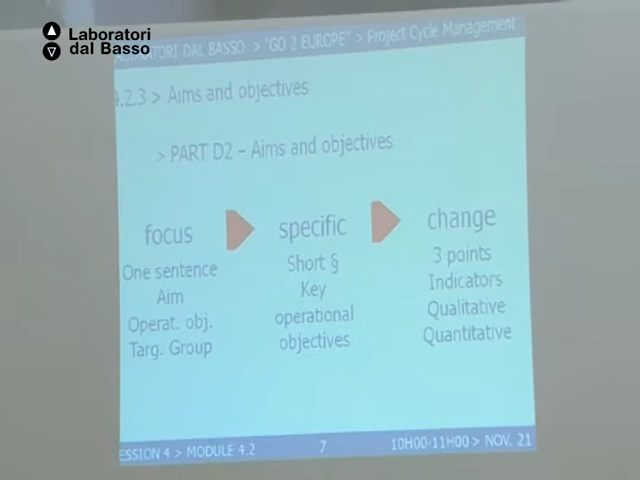 Laboratori
dal Basso
LABORATORI DAL BASSO > "GO 2 EUROPE" > Project Cycle Management
4.2.3 > Aims and objectives
> PART D2 – Aims and objectives
focus
One sentence
Aim
Operat. obj.
Targ. Group
specific
Short §
Key
operational
objectives
change
3 points
Indicators
Qualitative
Quantitative
ESSION 4 > MODULE 4.2
7
10H00-11H00 > NOV. 21